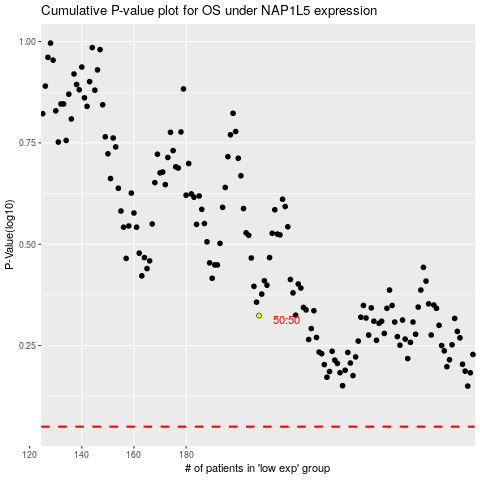 Cumulative P-value plot for OS under NAP1L5 expression
P-Value(log10)
1.00
0.75
0.50
0.25
50:50
120 140 160 180
# of patients in 'low exp' group